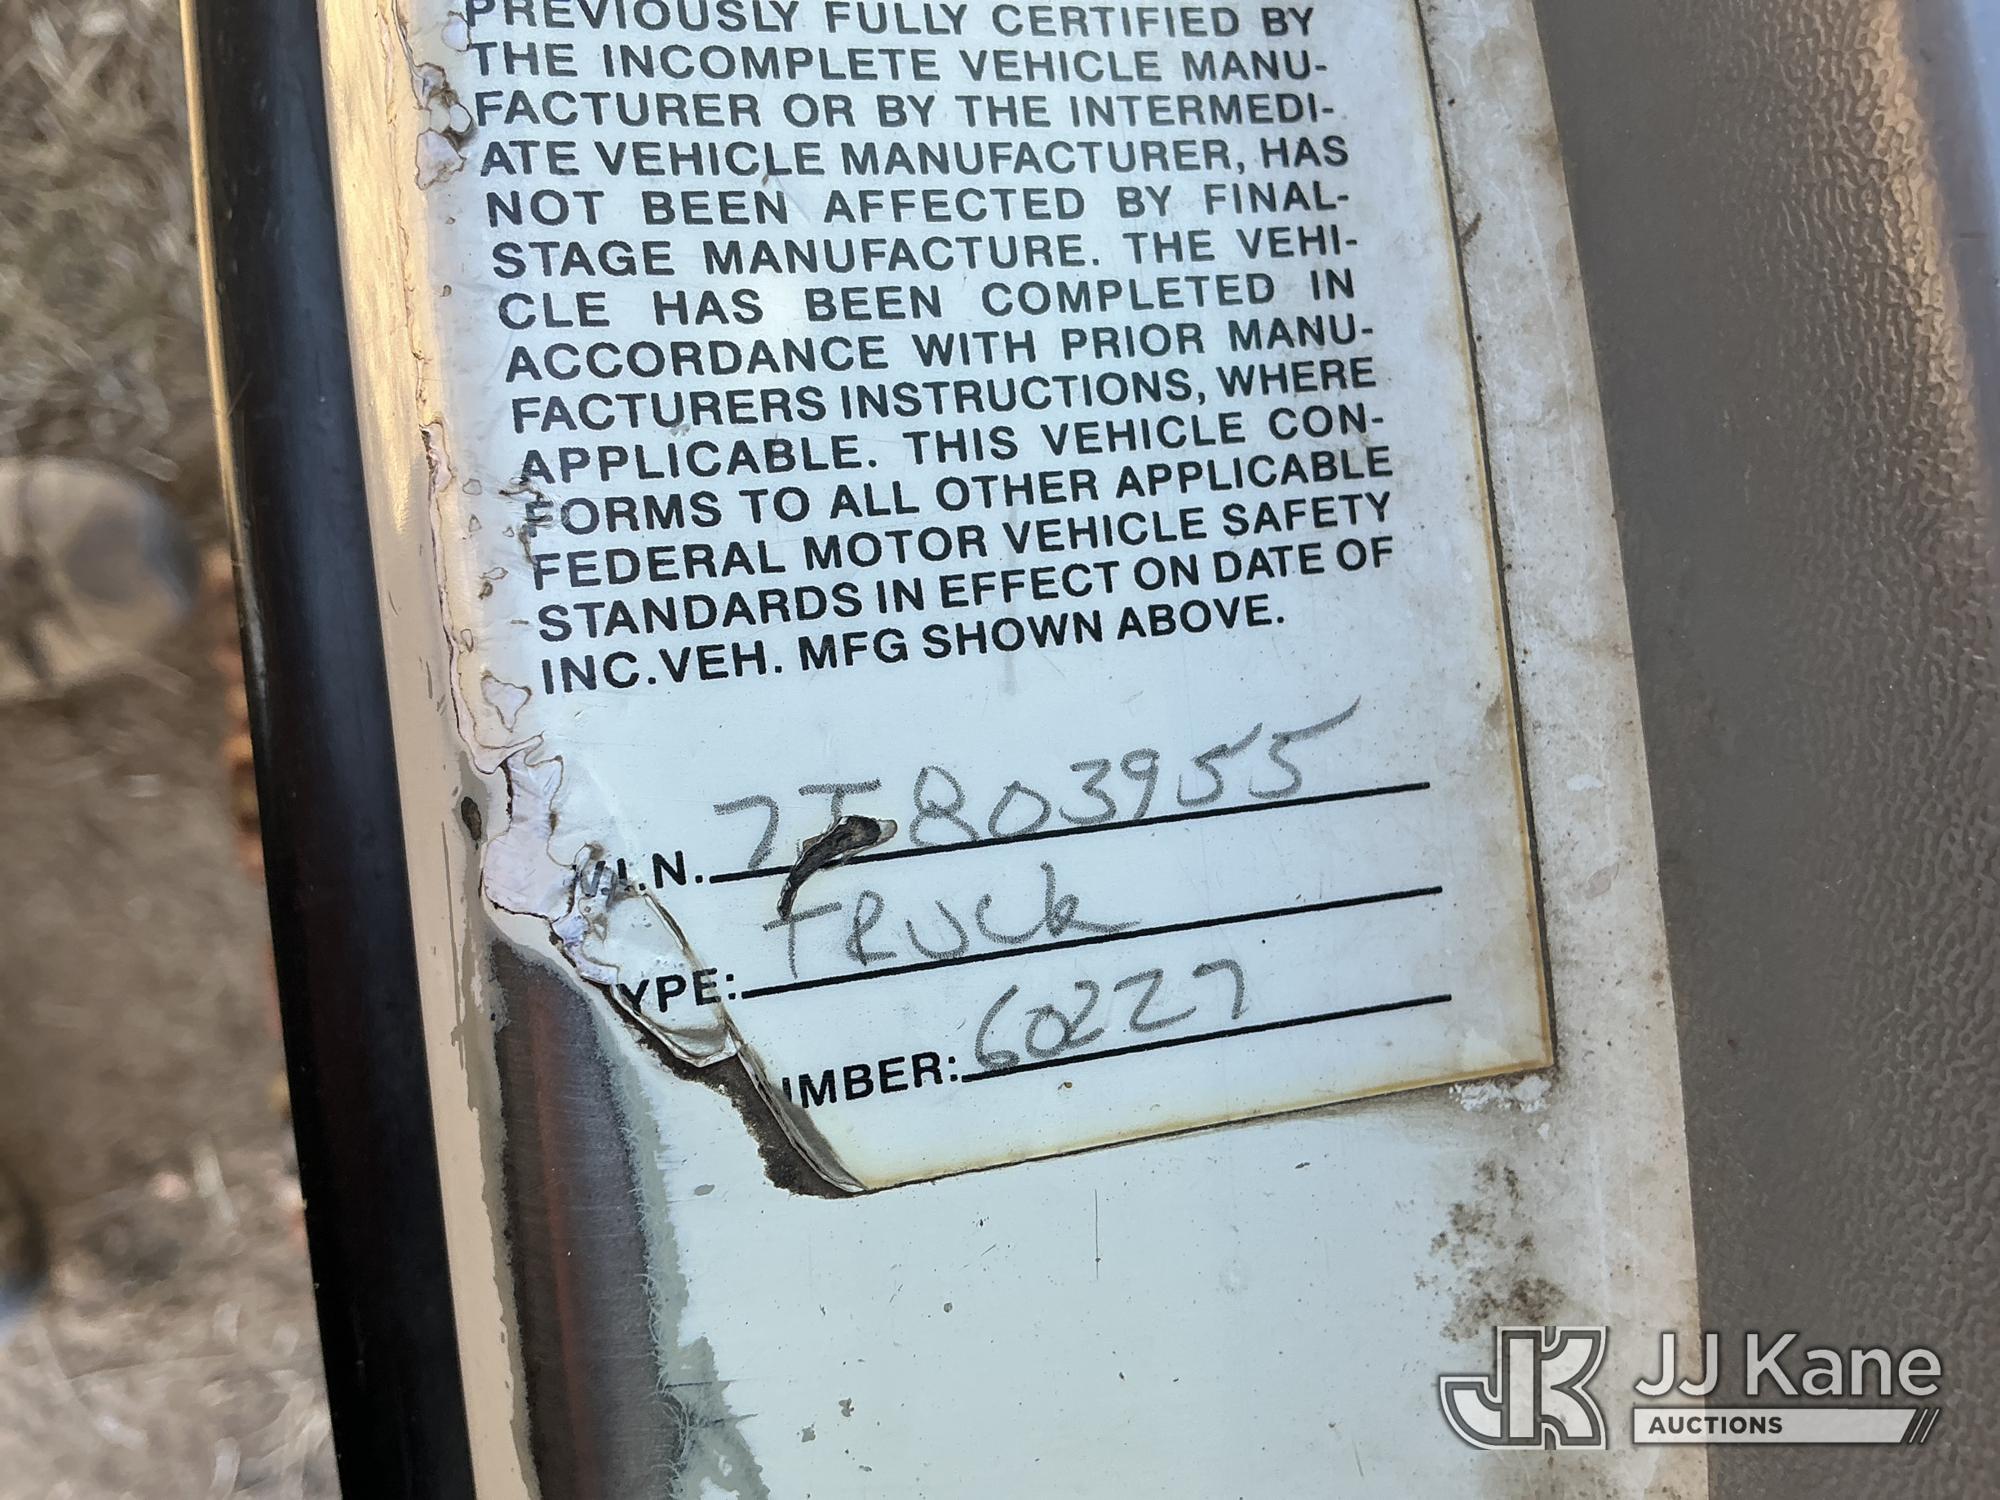 PREVIOUSLY FULLY CERTIFIED BY
THE INCOMPLETE VEHICLE MANU-
FACTURER OR BY THE INTERMEDI-
ATE VEHICLE MANUFACTURER, HAS
NOT BEEN AFFECTED BY FINAL-
STAGE MANUFACTURE. THE VEHI-
CLE HAS BEEN COMPLETED IN
ACCORDANCE WITH PRIOR MANU-
FACTURERS INSTRUCTIONS, WHERE
APPLICABLE. THIS VEHICLE CON-
FORMS TO ALL OTHER APPLICABLE
FEDERAL MOTOR VEHICLE SAFETY
STANDARDS IN EFFECT ON DATE OF
INC. VEH. MFG SHOWN ABOVE.
V.I.N. 7J803955
YPE: TRUCK
UMBER: 60227
JK JJ Kane
AUCTIONS